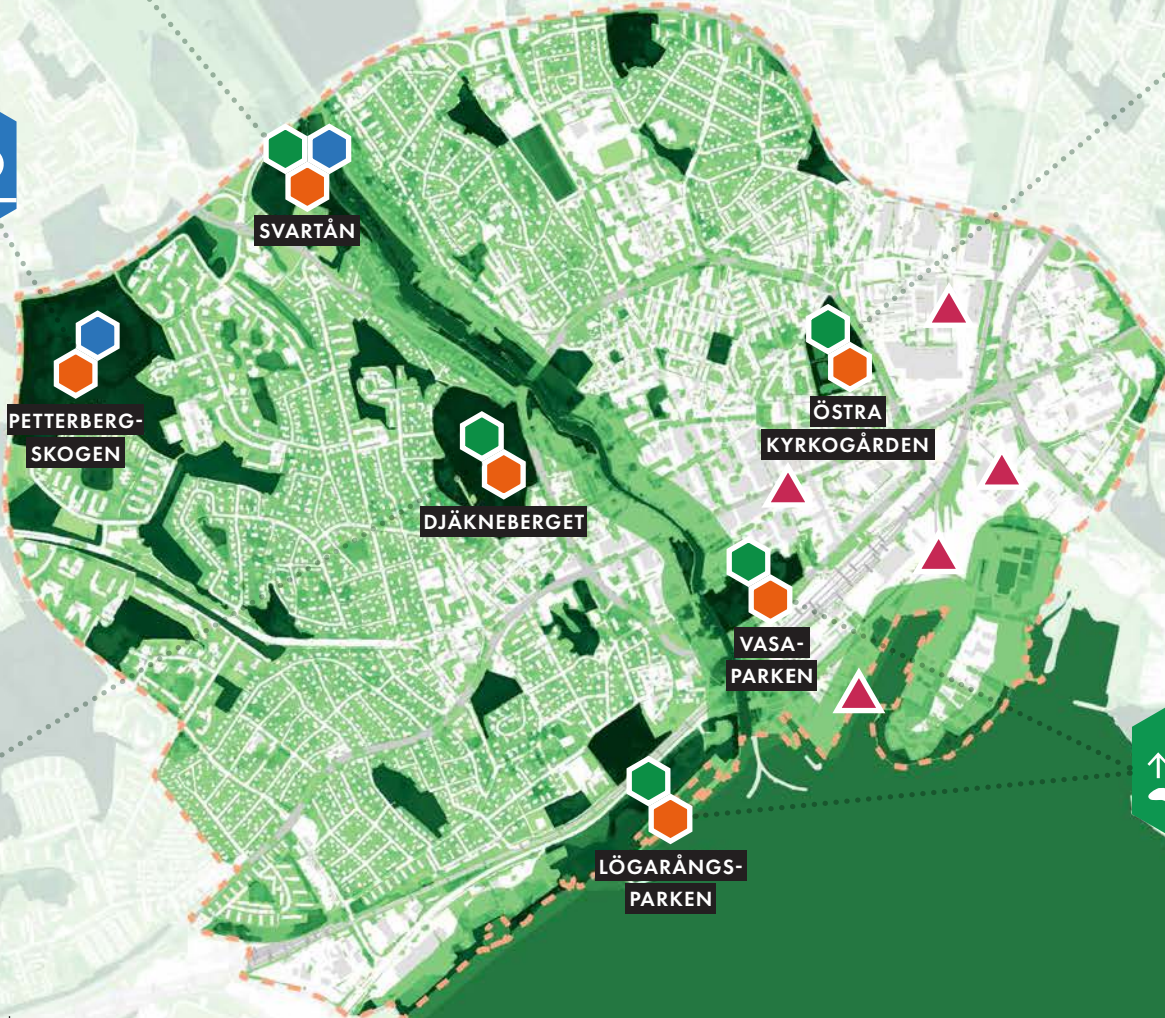 SVARTÅN
PETTERBERG-
SKOGEN
ÖSTRA
KYRKOGÅRDEN
DJÄKNEBERGET
VASA-
PARKEN
LÖGARÅNGS-
PARKEN